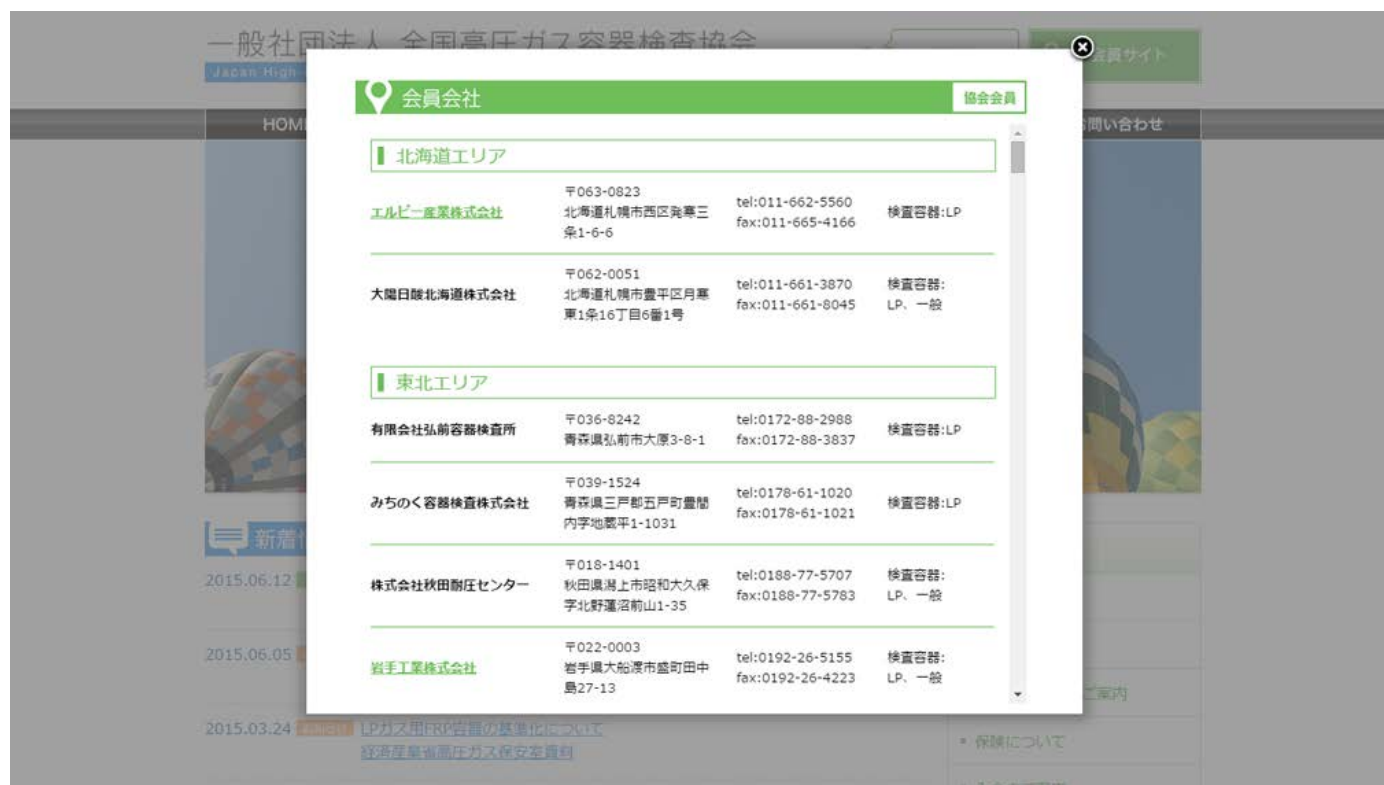 一般社団法人 全国高圧ガス容器検査協会
Japan High-
会員サイト
HOM
お問い合わせ
会員会社
協会会員
北海道エリア
エルピー産業株式会社
〒063-0823
北海道札幌市西区発寒三
条1-6-6
tel:011-662-5560
fax:011-665-4166
検査容器:LP
大陽日酸北海道株式会社
〒062-0051
北海道札幌市豊平区月寒
東1条16丁目6番1号
tel:011-661-3870
fax:011-661-8045
検査容器:
LP、一般
東北エリア
有限会社弘前容器検査所
〒036-8242
青森県弘前市大原3-8-1
tel:0172-88-2988
fax:0172-88-3837
検査容器:LP
みちのく容器検査株式会社
〒039-1524
青森県三戸郡五戸町豊間
内字地蔵平1-1031
tel:0178-61-1020
fax:0178-61-1021
検査容器:LP
株式会社秋田耐圧センター
〒018-1401
秋田県潟上市昭和大久保
字北野蓮沼前山1-35
tel:0188-77-5707
fax:0188-77-5783
検査容器:
LP、一般
岩手工業株式会社
〒022-0003
岩手県大船渡市盛町田中
島27-13
tel:0192-26-5155
fax:0192-26-4223
検査容器:
LP、一般
新着情
2015.06.12
2015.06.05
ご案内
2015.03.24 お知らせ LPガス用FRP容器の基準化について
経済産業省高圧ガス保安室資料
保険について